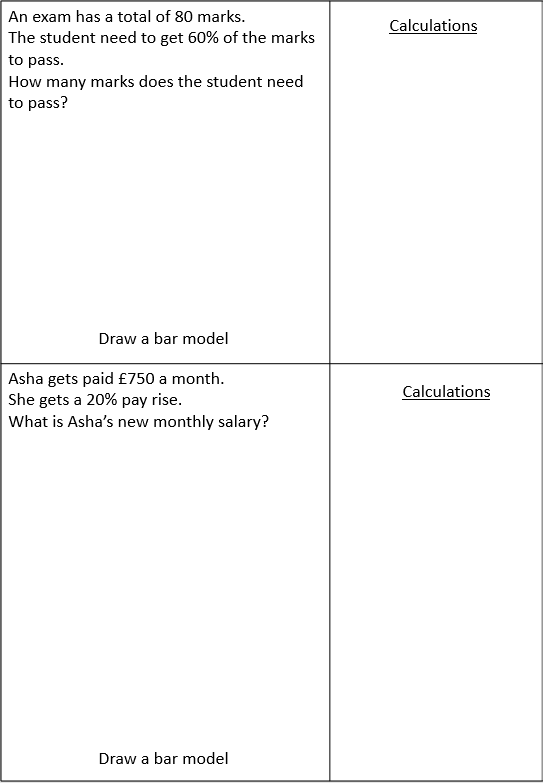 An exam has a total of 80 marks.
The student need to get 60% of the marks
to pass.
How many marks does the student need
to pass?
Draw a bar model
Calculations
Asha gets paid £750 a month.
She gets a 20% pay rise.
What is Asha’s new monthly salary?
Draw a bar model
Calculations